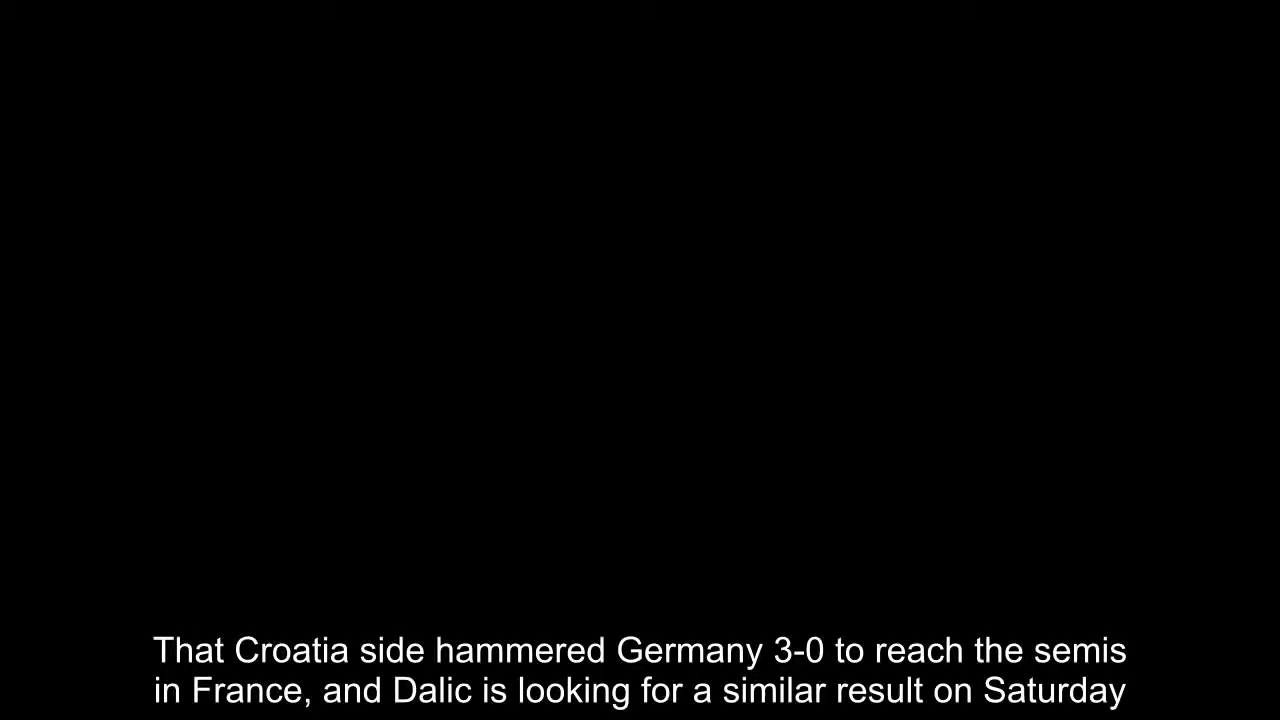 That Croatia side hammered Germany 3-0 to reach the semis
in France, and Dalic is looking for a similar result on Saturday